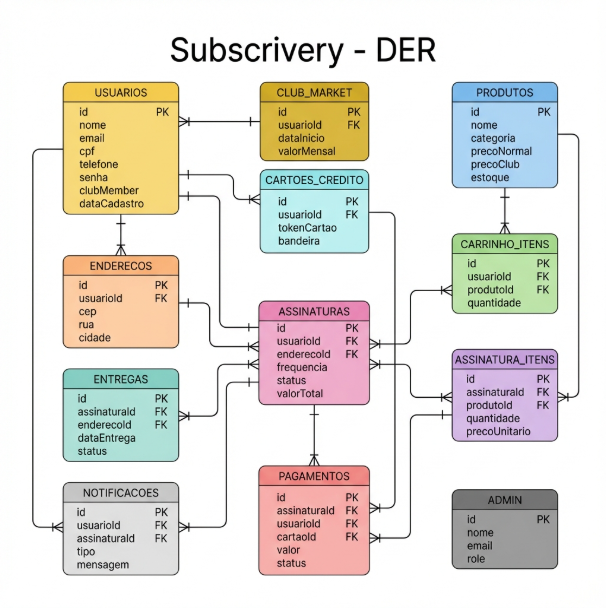 Subscrivery - DER
USUARIOS
id PK
nome
email
cpf
telefone
senha
clubMember
dataCadastro
CLUB_MARKET
id PK
usuarioId FK
dataInicio
valorMensal
PRODUTOS
id PK
nome
categoria
precoNormal
precoClub
estoque
CARTOES_CREDITO
id PK
usuarioId FK
tokenCartao
bandeira
ENDERECOS
id PK
usuarioId FK
cep
rua
cidade
CARRINHO_ITENS
id PK
usuarioId FK
produtoId FK
quantidade
ASSINATURAS
id PK
usuarioId FK
enderecoId FK
frequencia
status
valorTotal
ENTREGAS
id PK
assinaturaId FK
enderecoId FK
dataEntrega
status
ASSINATURA_ITENS
id PK
assinturaId FK
produtoId FK
quantidade
precoUnitario
NOTIFICACOES
id PK
usuarioId FK
assinaturaId FK
tipo
mensagem
PAGAMENTOS
id PK
assinaturaId FK
usuarioId FK
cartaoId FK
valor
status
ADMIN
id PK
nome
email
role